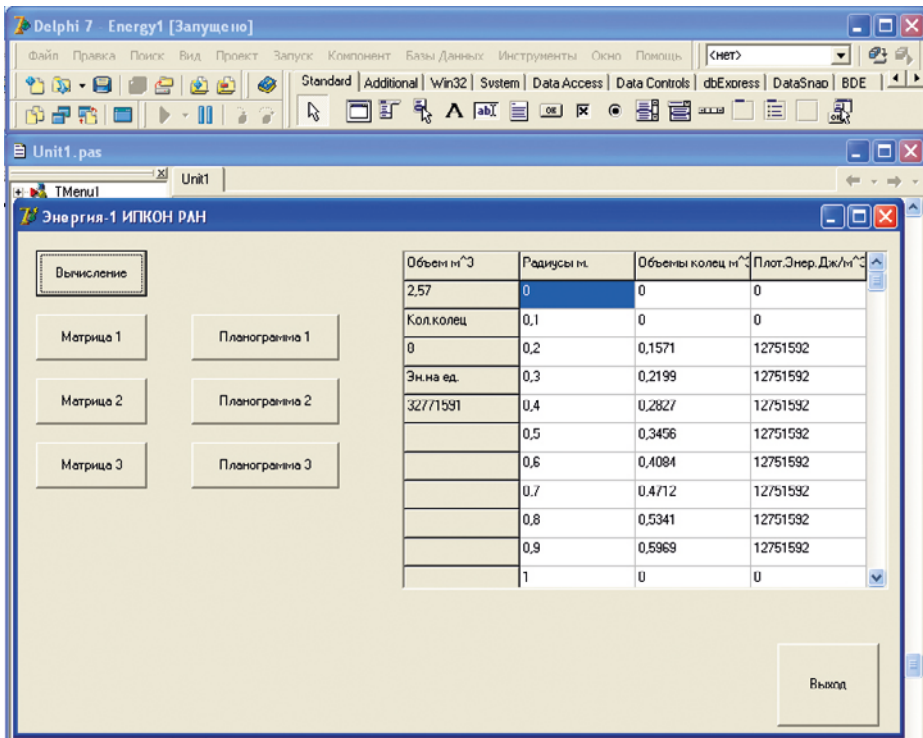 Delphi 7 - Energy1 [Запущено]
Файл Правка Поиск Вид Проект Запуск Компонент Базы Данных Инструменты Окно Помощь <нет>
Standard Additional Win32 System Data Access Data Controls dbExpress DataSnap BDE
Unit1.pas
TMenu1 Unit1
Энергия-1 ИПКОН РАН
Вычисление
Матрица 1 Планограмма 1
Матрица 2 Планограмма 2
Матрица 3 Планограмма 3
Объем м^3 Радиусы м. Объемы колец м^3 Плот.Энер.Дж/м^3
2,57 0 0 0
Кол.колец 0,1 0 0
8 0,2 0,1571 12751592
Эн.на ед. 0,3 0,2199 12751592
32771591 0,4 0,2827 12751592
0,5 0,3456 12751592
0,6 0,4084 12751592
0,7 0,4712 12751592
0,8 0,5341 12751592
0,9 0,5969 12751592
1 0 0
Выход